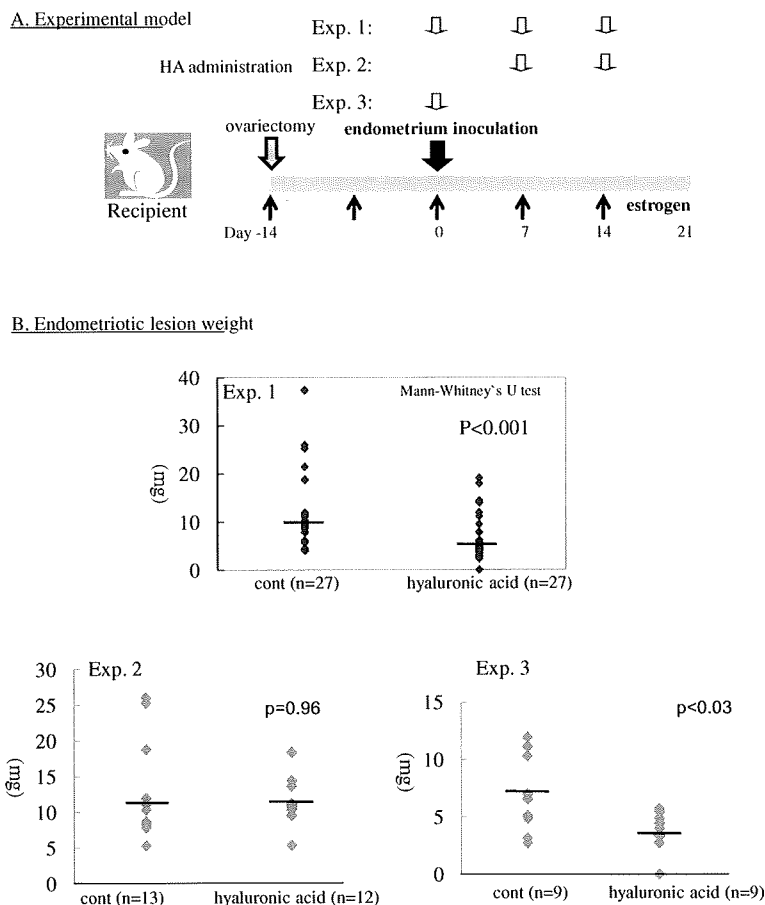 A. Experimental model
Exp. 1:
HA administration Exp. 2:
Exp. 3:
ovariectomy endometrium inoculation
Recipient
estrogen
Day -14 0 7 14 21
B. Endometriotic lesion weight
Exp. 1 Mann-Whitney`s U test
P<0.001
40
30
20
10
0
(mg)
cont (n=27) hyaluronic acid (n=27)
Exp. 2
p=0.96
30
25
20
15
10
5
0
(mg)
cont (n=13) hyaluronic acid (n=12)
Exp. 3
p<0.03
15
10
5
0
(mg)
cont (n=9) hyaluronic acid (n=9)